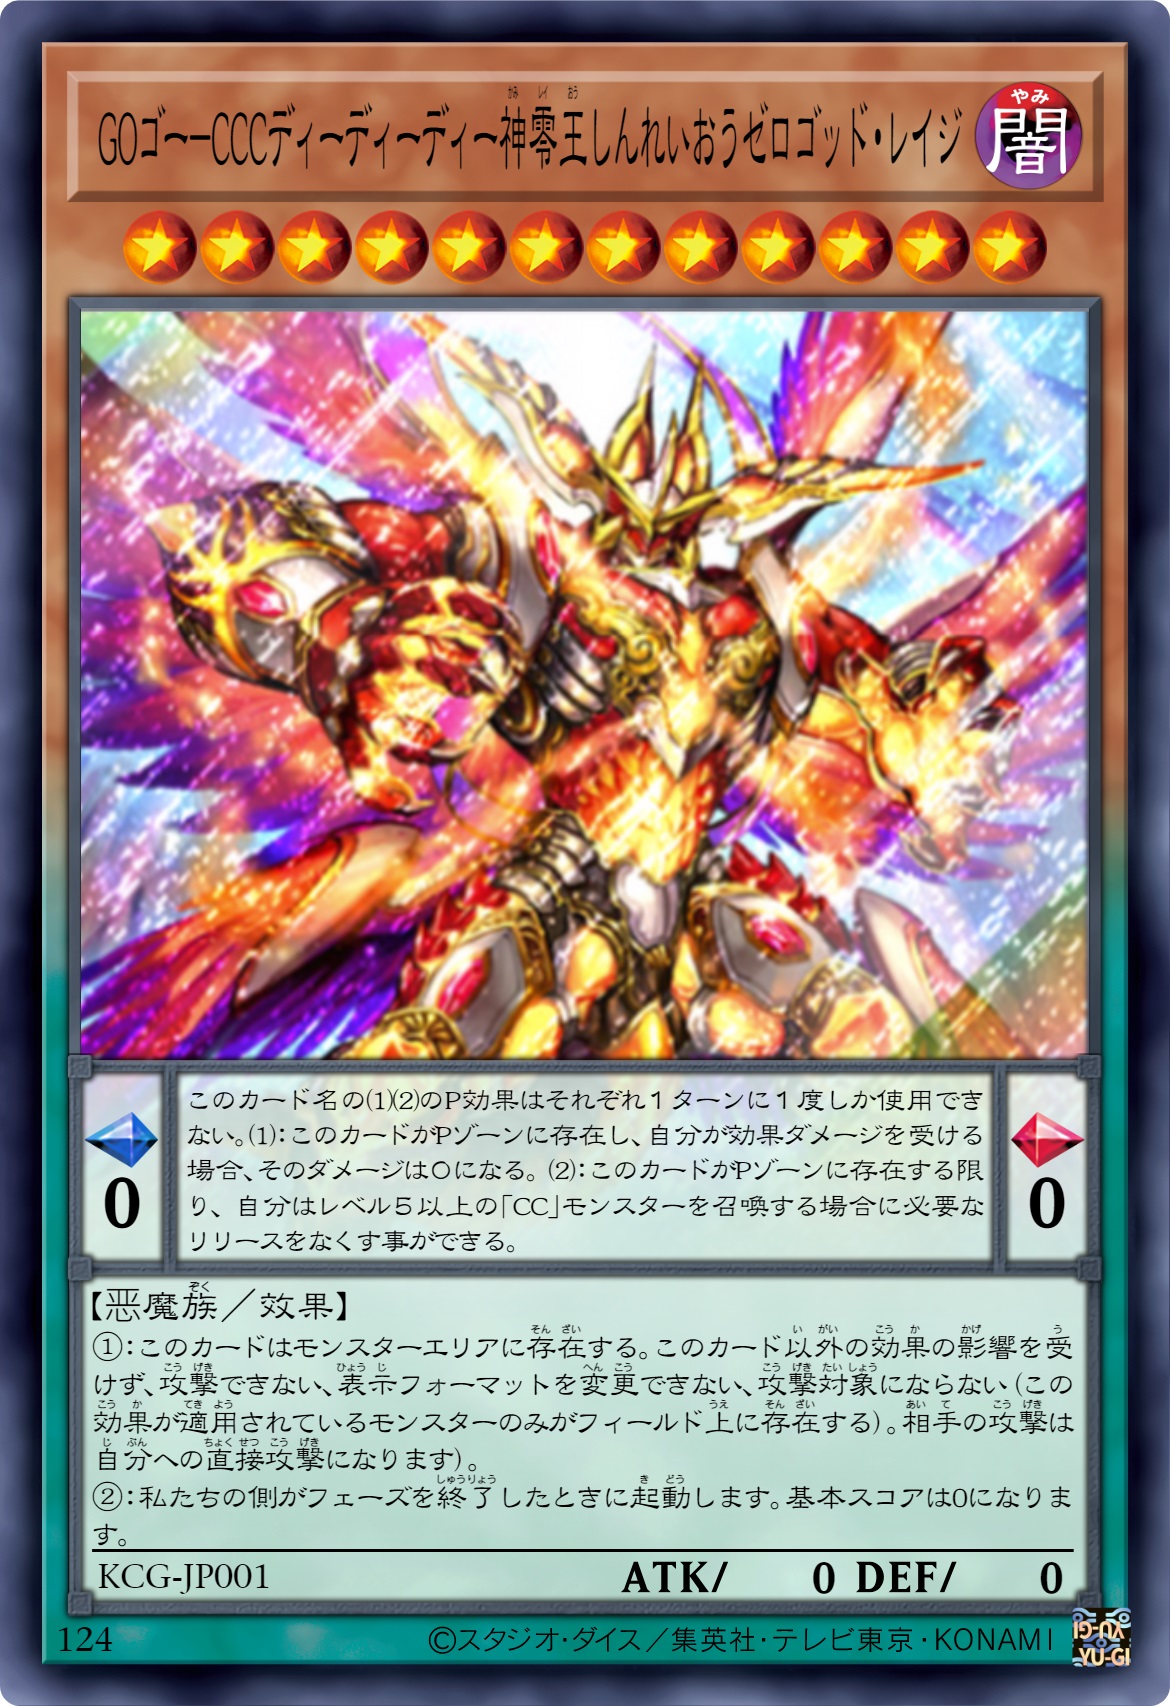 GOゴ～ーCCCディ～ディ～ディ～神零王しんれいおうゼロゴッド・レイジ
闇
このカード名の(1)(2)のP効果はそれぞれ1ターンに1度しか使用でき
ない。(1):このカードがPゾーンに存在し、自分が効果ダメージを受ける
場合、そのダメージは〇になる。(2):このカードがPゾーンに存在する限
り、自分はレベル5以上の「CC」モンスターを召喚する場合に必要な
リリースをなくす事ができる。
0
0
【恶魔族／效果】
①:このカードはモンスターエリアに存在する。このカード以外の効果の影響を受
けず、攻撃できない、表示フォーマットを変更できない、攻撃対象にならない(この
効果が適用されているモンスターのみがフィールド上に存在する)。相手の攻撃は
自分への直接攻撃になります)。
②:私たちの側がフェーズを終了したときに起動します。基本スコアは0になりま
す。
KCG-JP001
ATK/ 0 DEF/ 0
124
©スタジオ・ダイス／集英社・テレビ東京・KONAMI
YU-GI